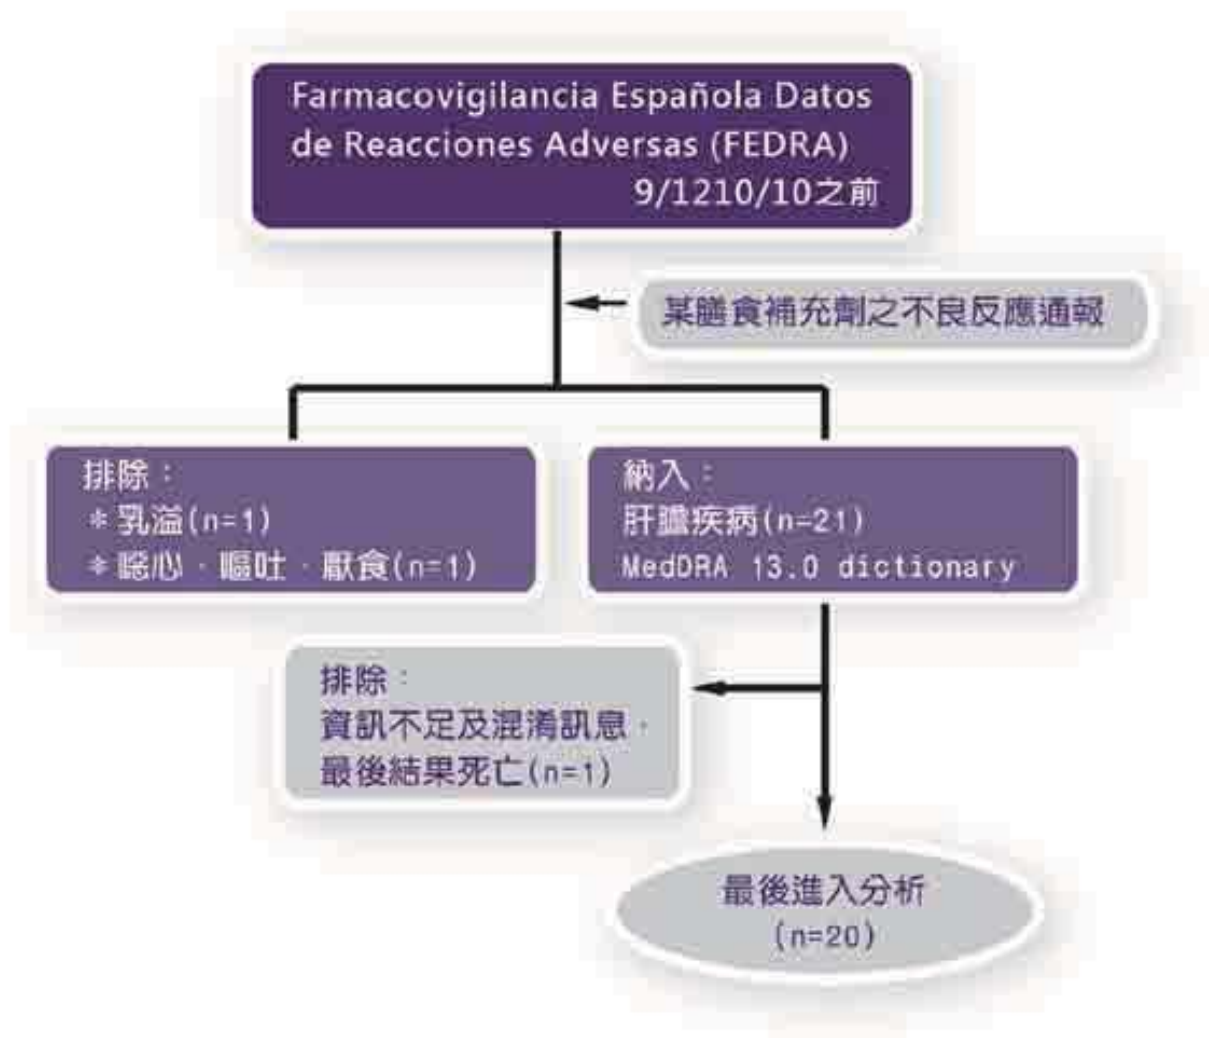 Farmacovigilancia Española Datos
de Reacciones Adversas (FEDRA)
9/1210/10之前
某膳食補充劑之不良反應通報
排除：
*乳溢(n=1)
*噁心、嘔吐、厭食(n=1)
納入：
肝膽疾病(n=21)
MedDRA 13.0 dictionary
排除：
資訊不足及混淆訊息、
最後結果死亡(n=1)
最後進入分析
(n=20)